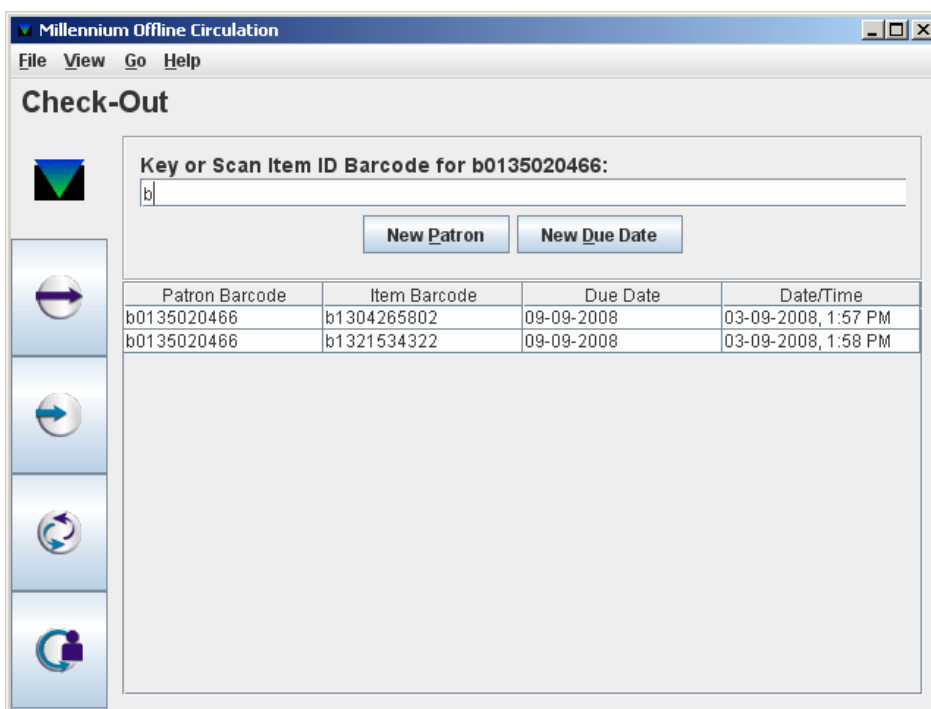 Millennium Offline Circulation
File View Go Help
Check-Out
Key or Scan Item ID Barcode for b0135020466:
b
New Patron New Due Date
Patron Barcode Item Barcode Due Date Date/Time
b0135020466 b1304265802 09-09-2008 03-09-2008, 1:57 PM
b0135020466 b1321534322 09-09-2008 03-09-2008, 1:58 PM